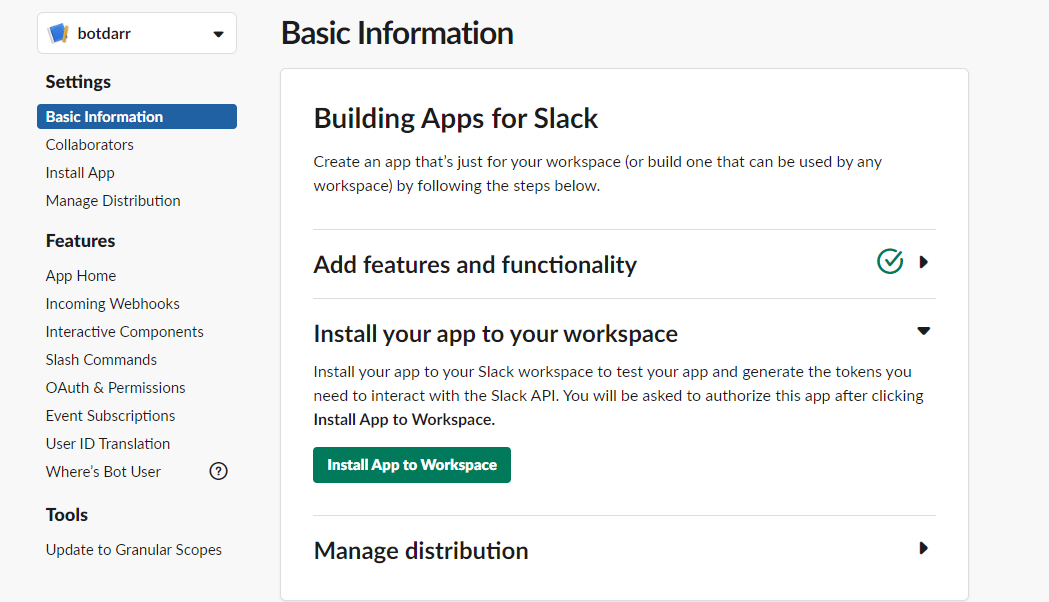 botdarr
Settings
Basic Information
Collaborators
Install App
Manage Distribution
Features
App Home
Incoming Webhooks
Interactive Components
Slash Commands
OAuth & Permissions
Event Subscriptions
User ID Translation
Where's Bot User ?
Tools
Update to Granular Scopes
Basic Information
Building Apps for Slack
Create an app that's just for your workspace (or build one that can be used by any
workspace) by following the steps below.
Add features and functionality
Install your app to your workspace
Install your app to your Slack workspace to test your app and generate the tokens you
need to interact with the Slack API. You will be asked to authorize this app after clicking
Install App to Workspace.
Install App to Workspace
Manage distribution